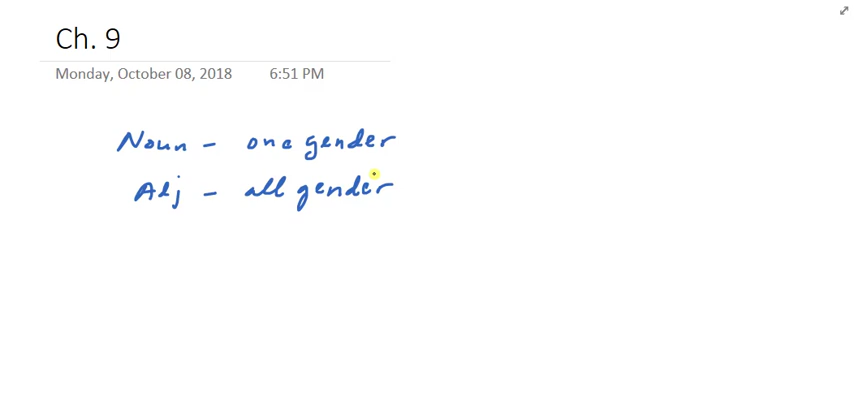 Ch. 9
Monday, October 08, 2018 6:51 PM
Noun - one gender
Adj - all gender